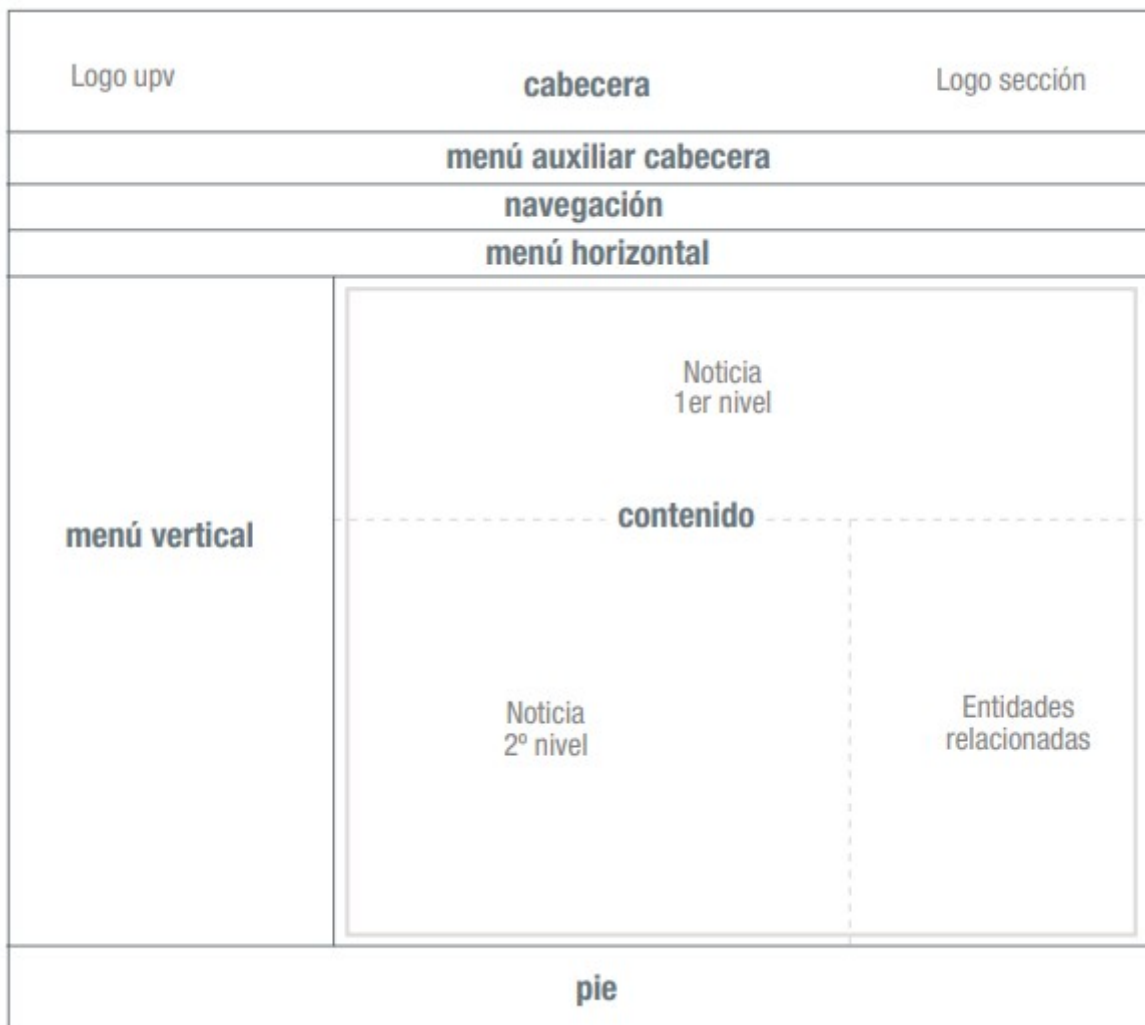 Logo upv
cabecera
Logo sección
menú auxiliar cabecera
navegación
menú horizontal
menú vertical
Noticia
1er nivel
contenido
Noticia
2º nivel
Entidades
relacionadas
pie